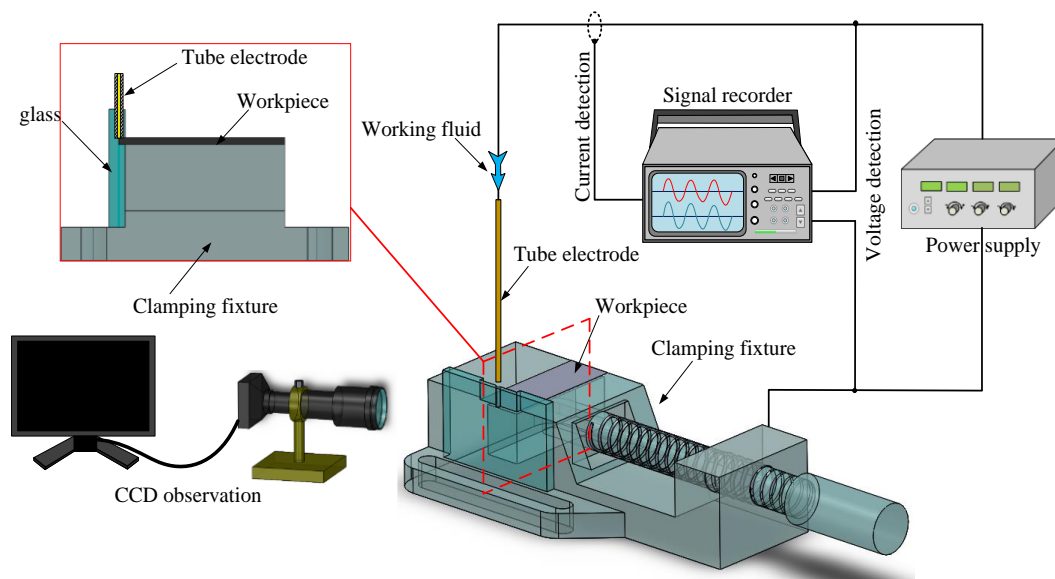 Tube electrode
Workpiece
glass
Clamping fixture
Working fluid
Current detection
Signal recorder
Voltage detection
Power supply
Tube electrode
Workpiece
Clamping fixture
CCD observation